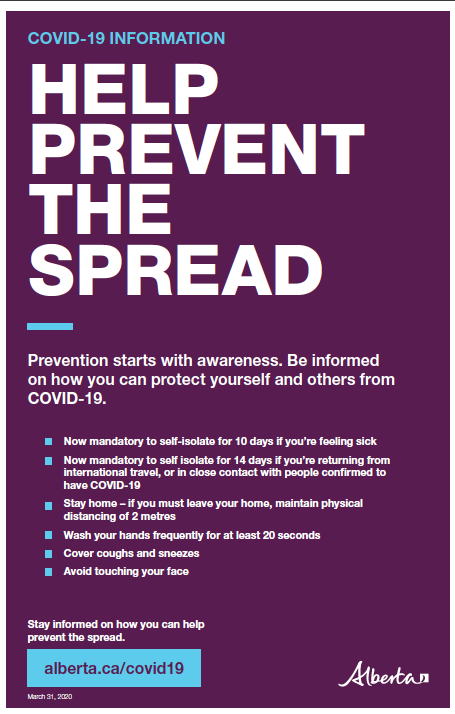 COVID-19 INFORMATION
HELP
PREVENT
THE
SPREAD
Prevention starts with awareness. Be informed
on how you can protect yourself and others from
COVID-19.
Now mandatory to self-isolate for 10 days if you're feeling sick
Now mandatory to self isolate for 14 days if you're returning from
international travel, or in close contact with people confirmed to
have COVID-19
Stay home – if you must leave your home, maintain physical
distancing of 2 metres
Wash your hands frequently for at least 20 seconds
Cover coughs and sneezes
Avoid touching your face
Stay informed on how you can help
prevent the spread.
alberta.ca/covid19
Alberta
March 31, 2020